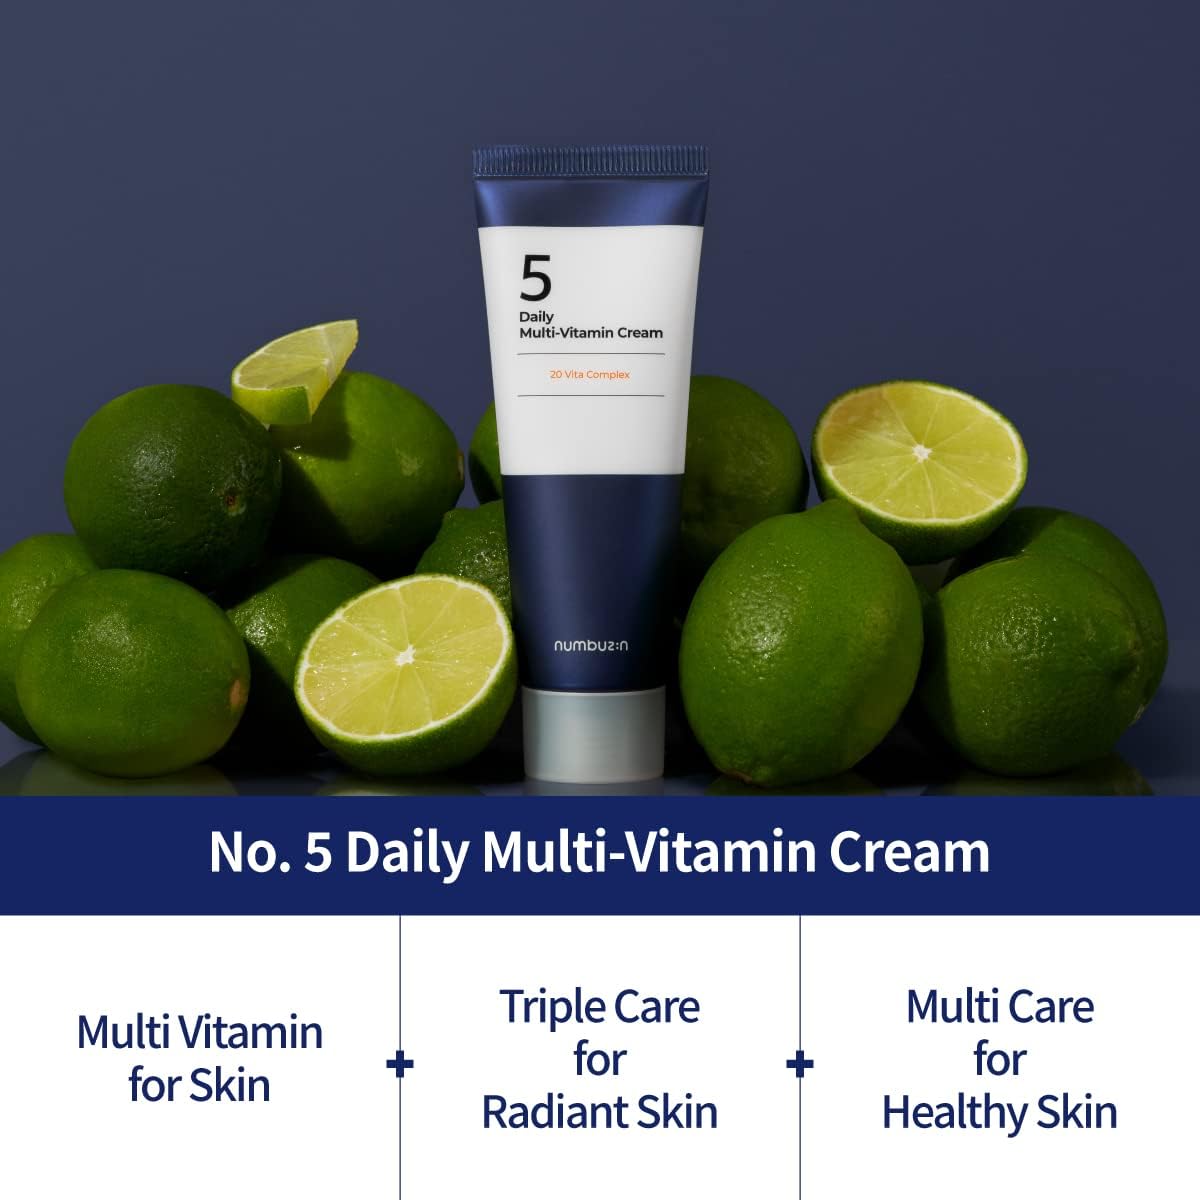 5
Daily
Multi-Vitamin Cream
20 Vita Complex
numbuz:n
No. 5 Daily Multi-Vitamin Cream
Multi Vitamin
for Skin
+
Triple Care
for
Radiant Skin
+
Multi Care
for
Healthy Skin